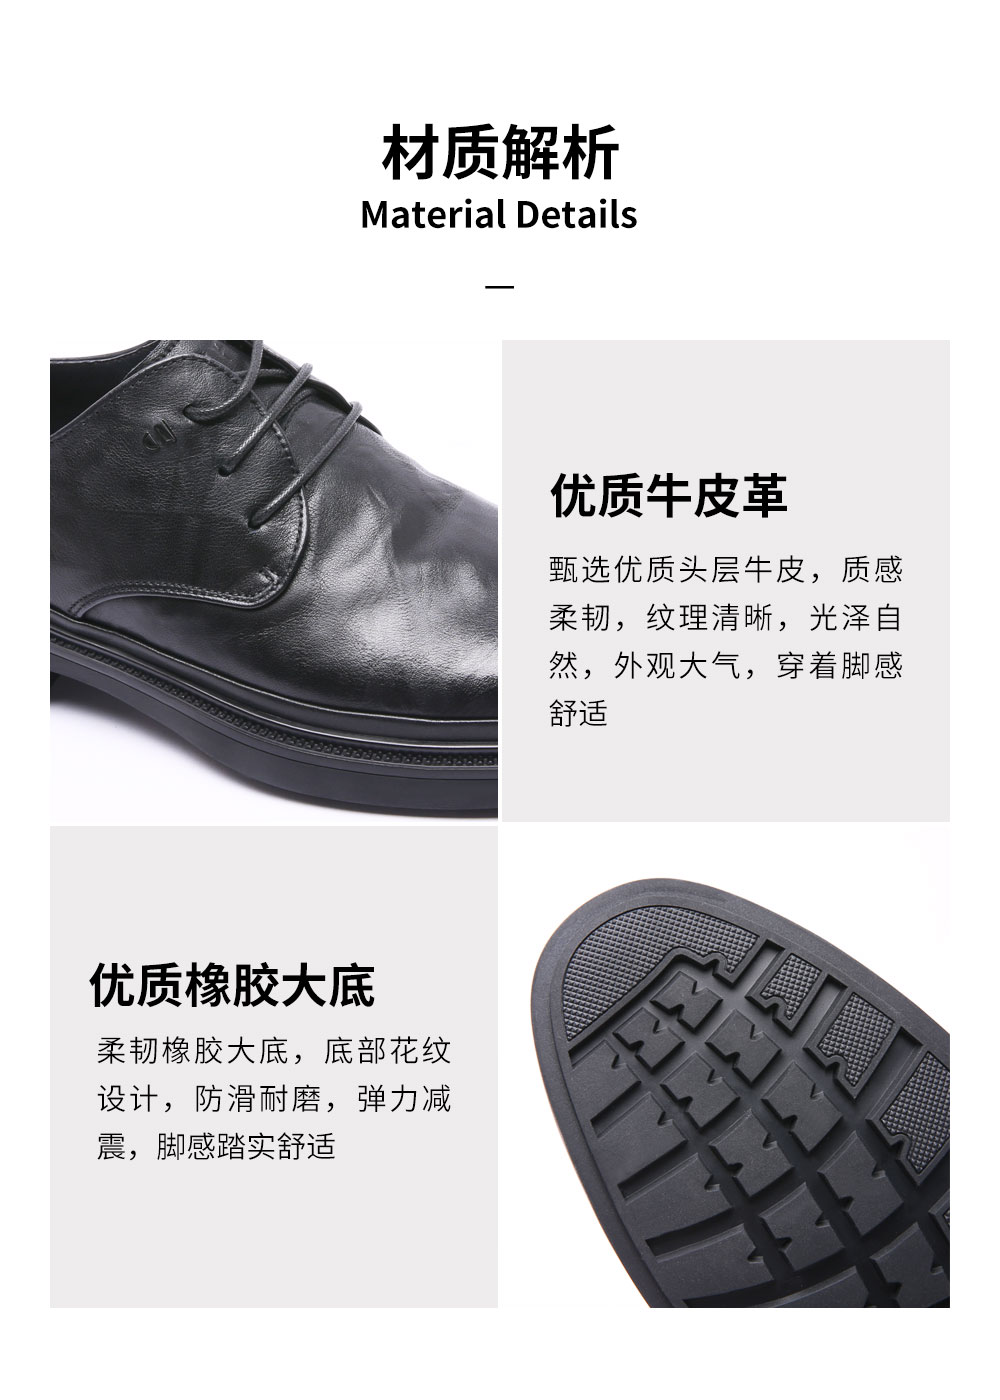 材质解析
Material Details
优质牛皮革
甄选优质头层牛皮，质感
柔韧，纹理清晰，光泽自
然，外观大气，穿着脚感
舒适
优质橡胶大底
柔韧橡胶大底，底部花纹
设计，防滑耐磨，弹力减
震，脚感踏实舒适